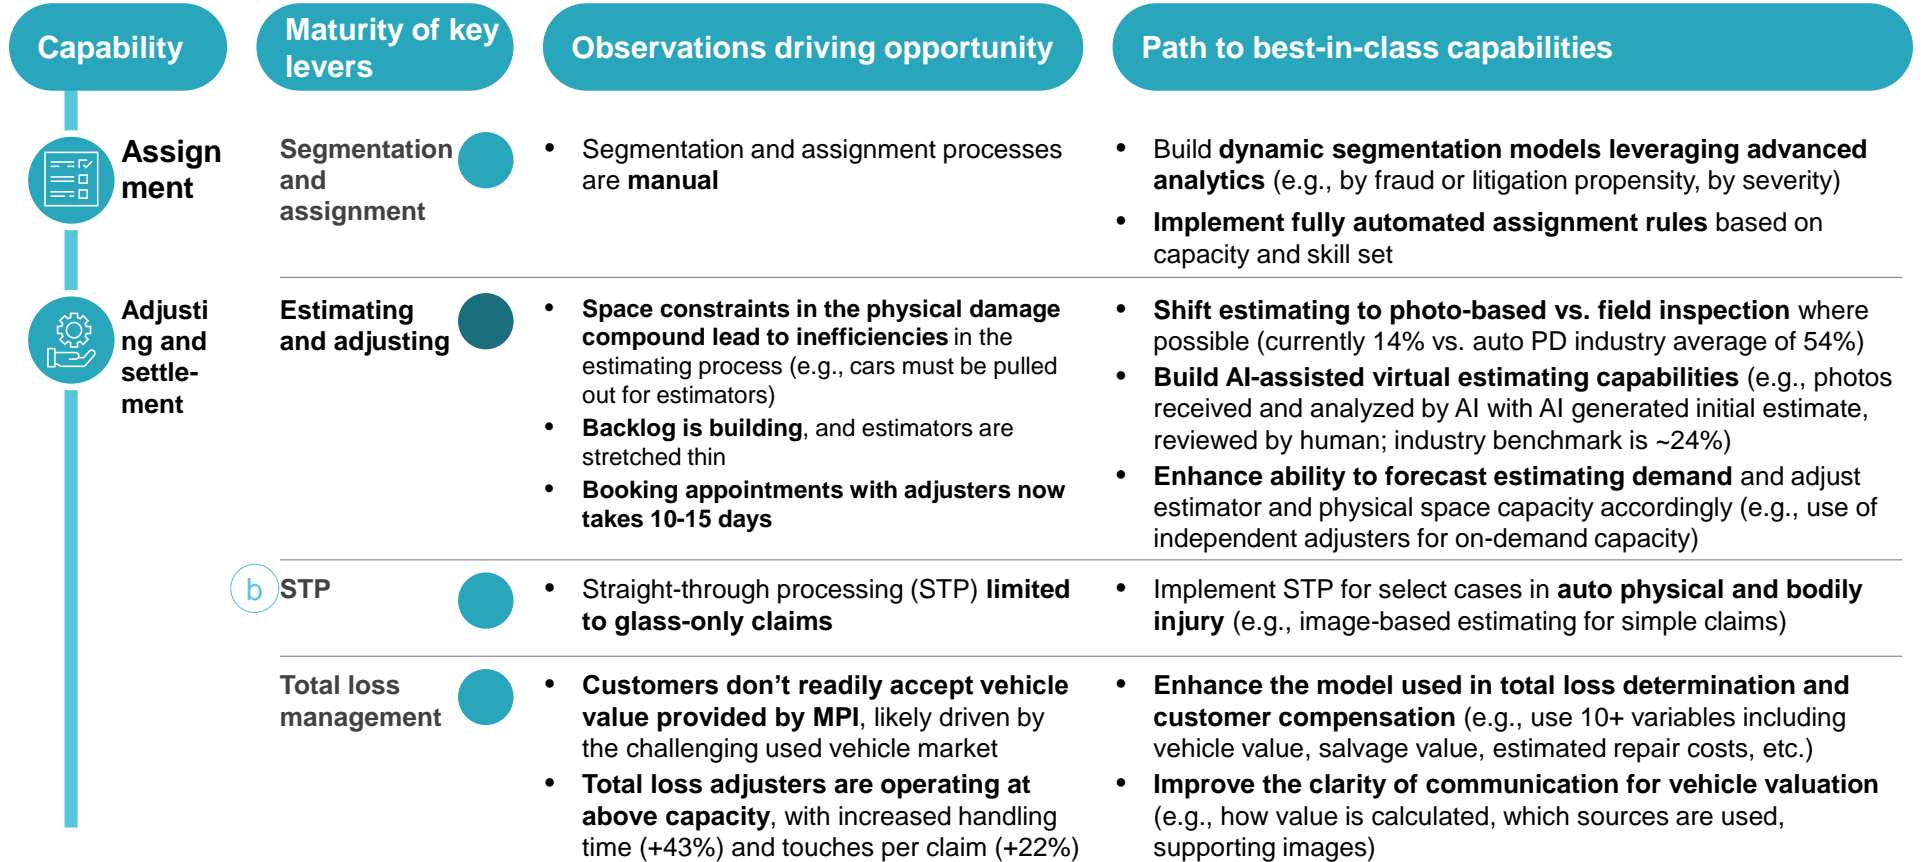 Capability
Maturity of key
levers
Observations driving opportunity
Path to best-in-class capabilities
Assign
ment
Segmentation
and
assignment
• Segmentation and assignment processes
are manual
• Build dynamic segmentation models leveraging advanced
analytics (e.g., by fraud or litigation propensity, by severity)
• Implement fully automated assignment rules based on
capacity and skill set
Adjusti
ng and
settle-
ment
Estimating
and adjusting
• Space constraints in the physical damage
compound lead to inefficiencies in the
estimating process (e.g., cars must be pulled
out for estimators)
• Backlog is building, and estimators are
stretched thin
• Booking appointments with adjusters now
takes 10-15 days
• Shift estimating to photo-based vs. field inspection where
possible (currently 14% vs. auto PD industry average of 54%)
• Build AI-assisted virtual estimating capabilities (e.g., photos
received and analyzed by AI with AI generated initial estimate,
reviewed by human; industry benchmark is ~24%)
• Enhance ability to forecast estimating demand and adjust
estimator and physical space capacity accordingly (e.g., use of
independent adjusters for on-demand capacity)
b
STP
• Straight-through processing (STP) limited
to glass-only claims
• Implement STP for select cases in auto physical and bodily
injury (e.g., image-based estimating for simple claims)
Total loss
management
• Customers don’t readily accept vehicle
value provided by MPI, likely driven by
the challenging used vehicle market
• Total loss adjusters are operating at
above capacity, with increased handling
time (+43%) and touches per claim (+22%)
• Enhance the model used in total loss determination and
customer compensation (e.g., use 10+ variables including
vehicle value, salvage value, estimated repair costs, etc.)
• Improve the clarity of communication for vehicle valuation
(e.g., how value is calculated, which sources are used,
supporting images)